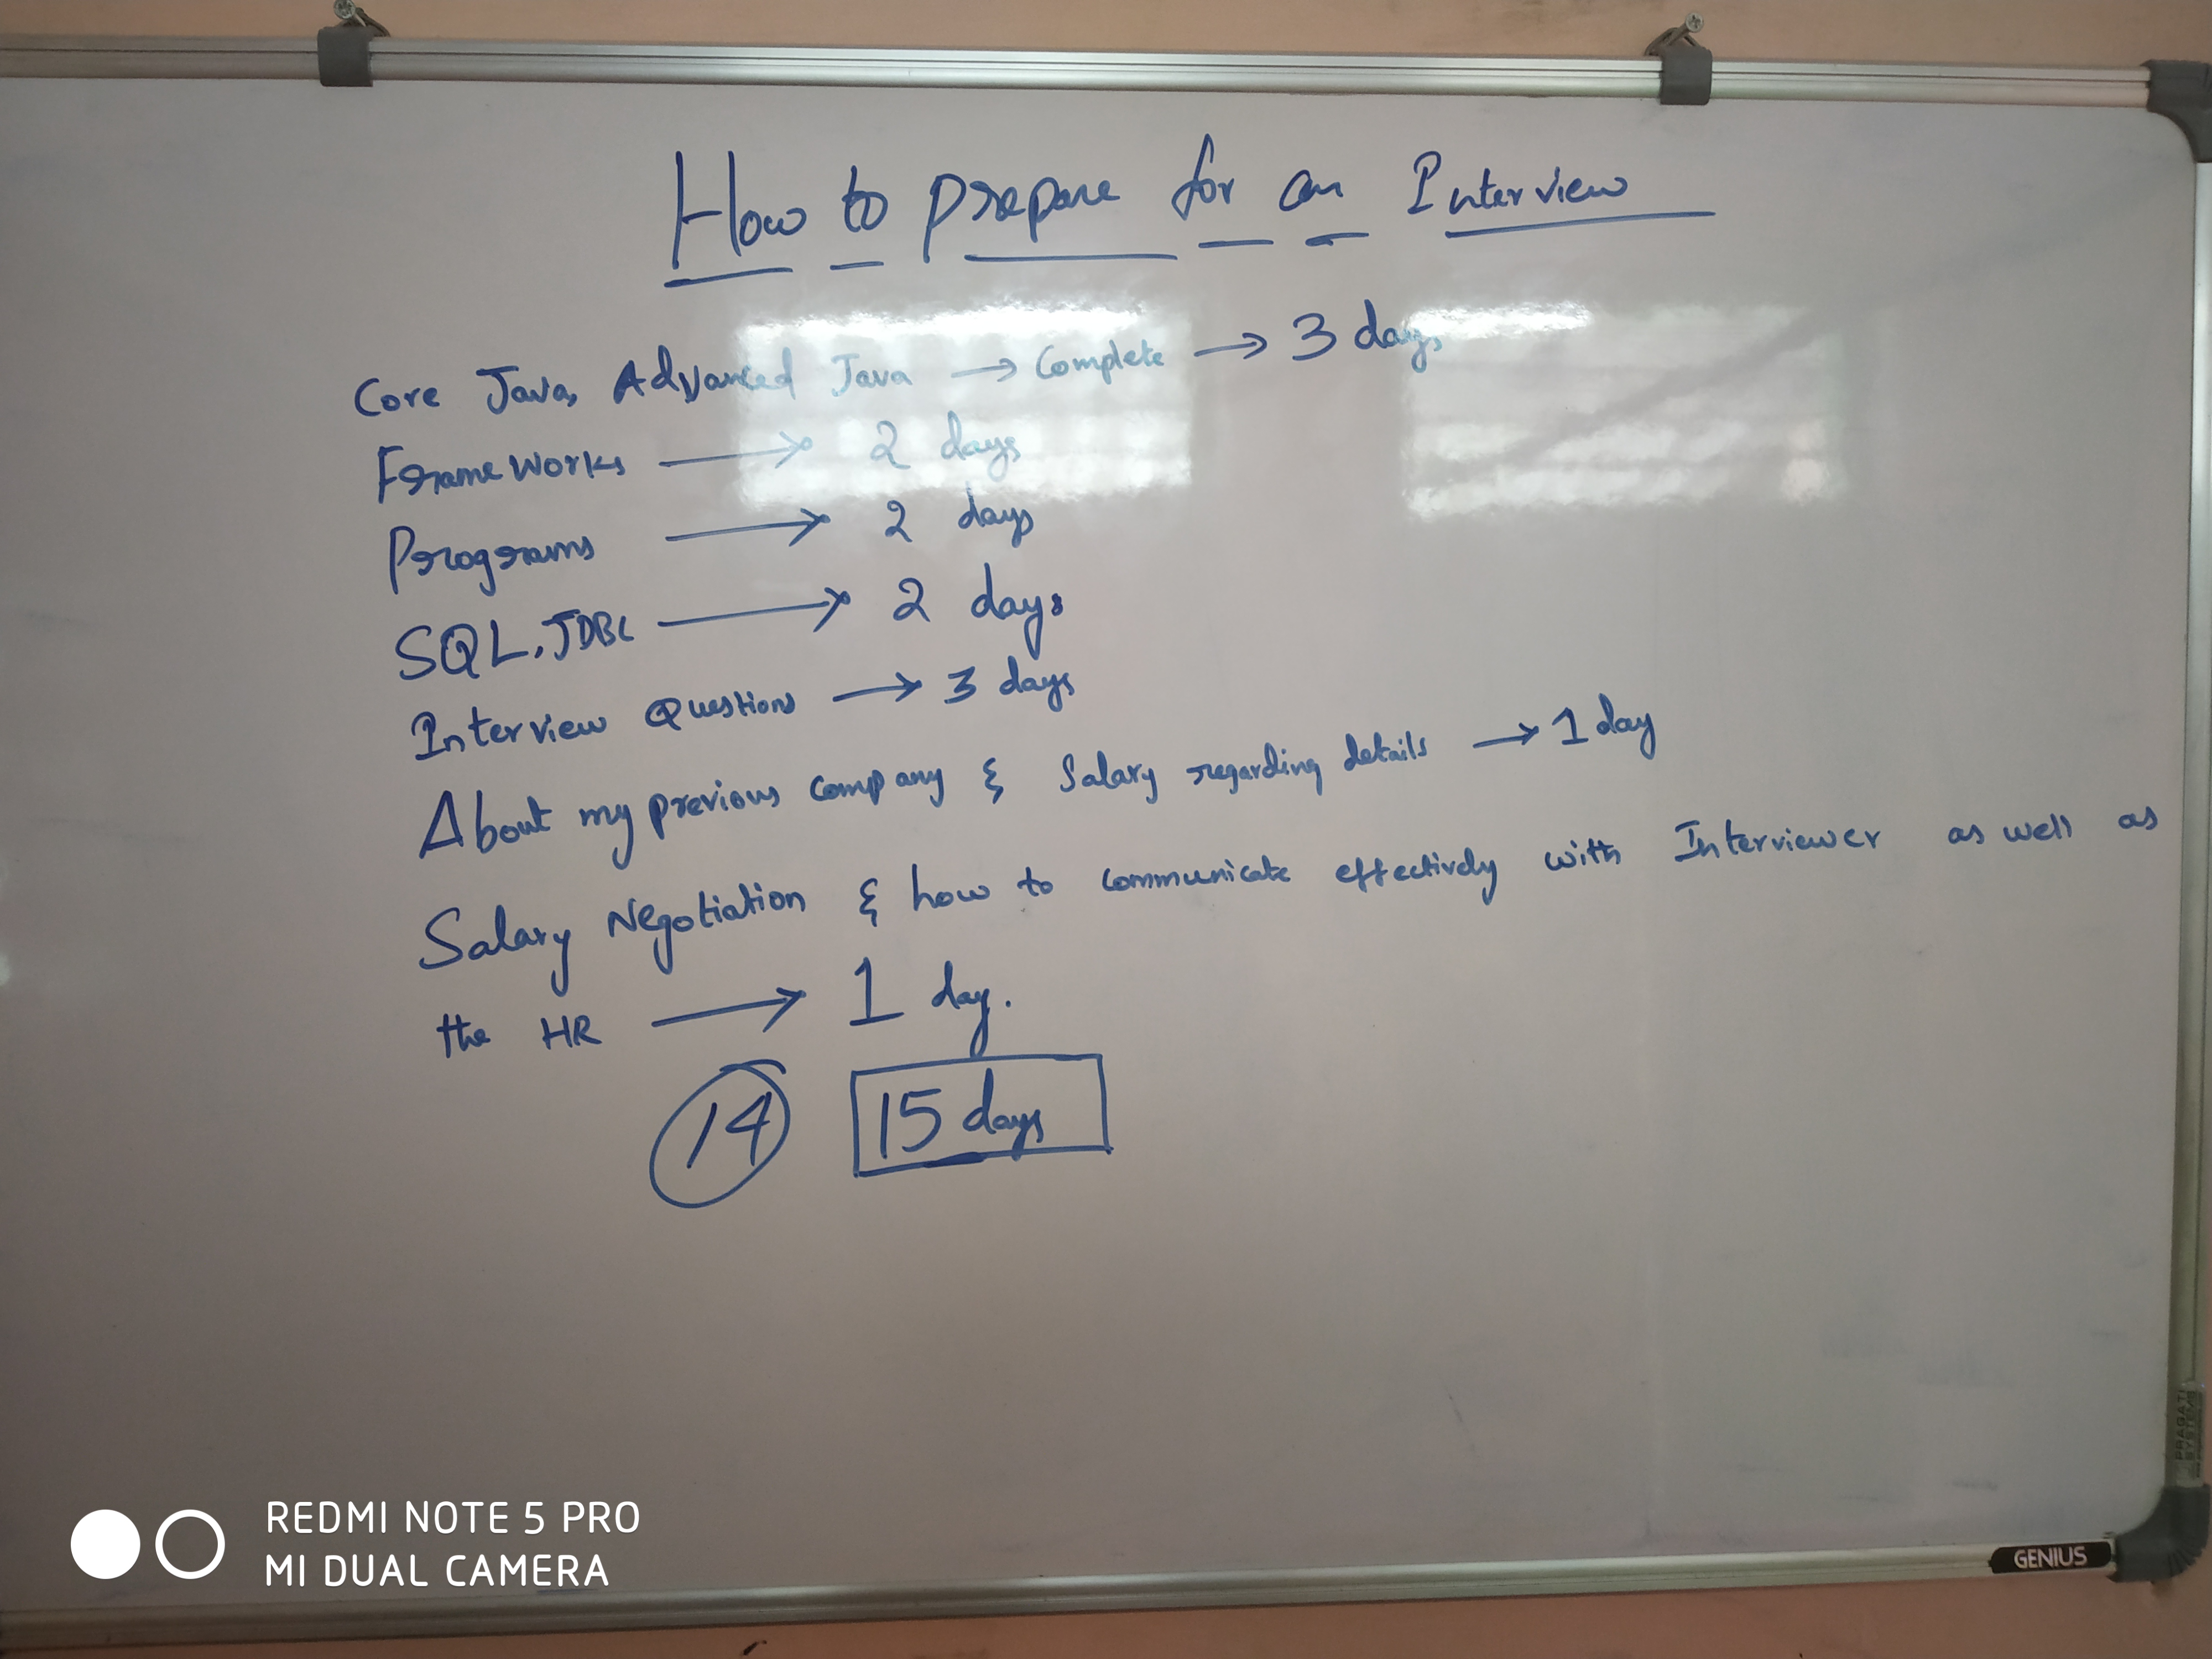 How to prepare for an Interview
Core Java, Advanced Java → Complete → 3 days
Frame Works → 2 days
Programs → 2 days
SQL, JDBC → 2 days
Interview Questions → 3 days
About my previous company & Salary regarding details → 1 day
Salary Negotiation & how to communicate effectively with Interviewer as well as
the HR → 1 day.
14 15 days
PRAGATI
SYSTEMS
REDMI NOTE 5 PRO
MI DUAL CAMERA
GENIUS